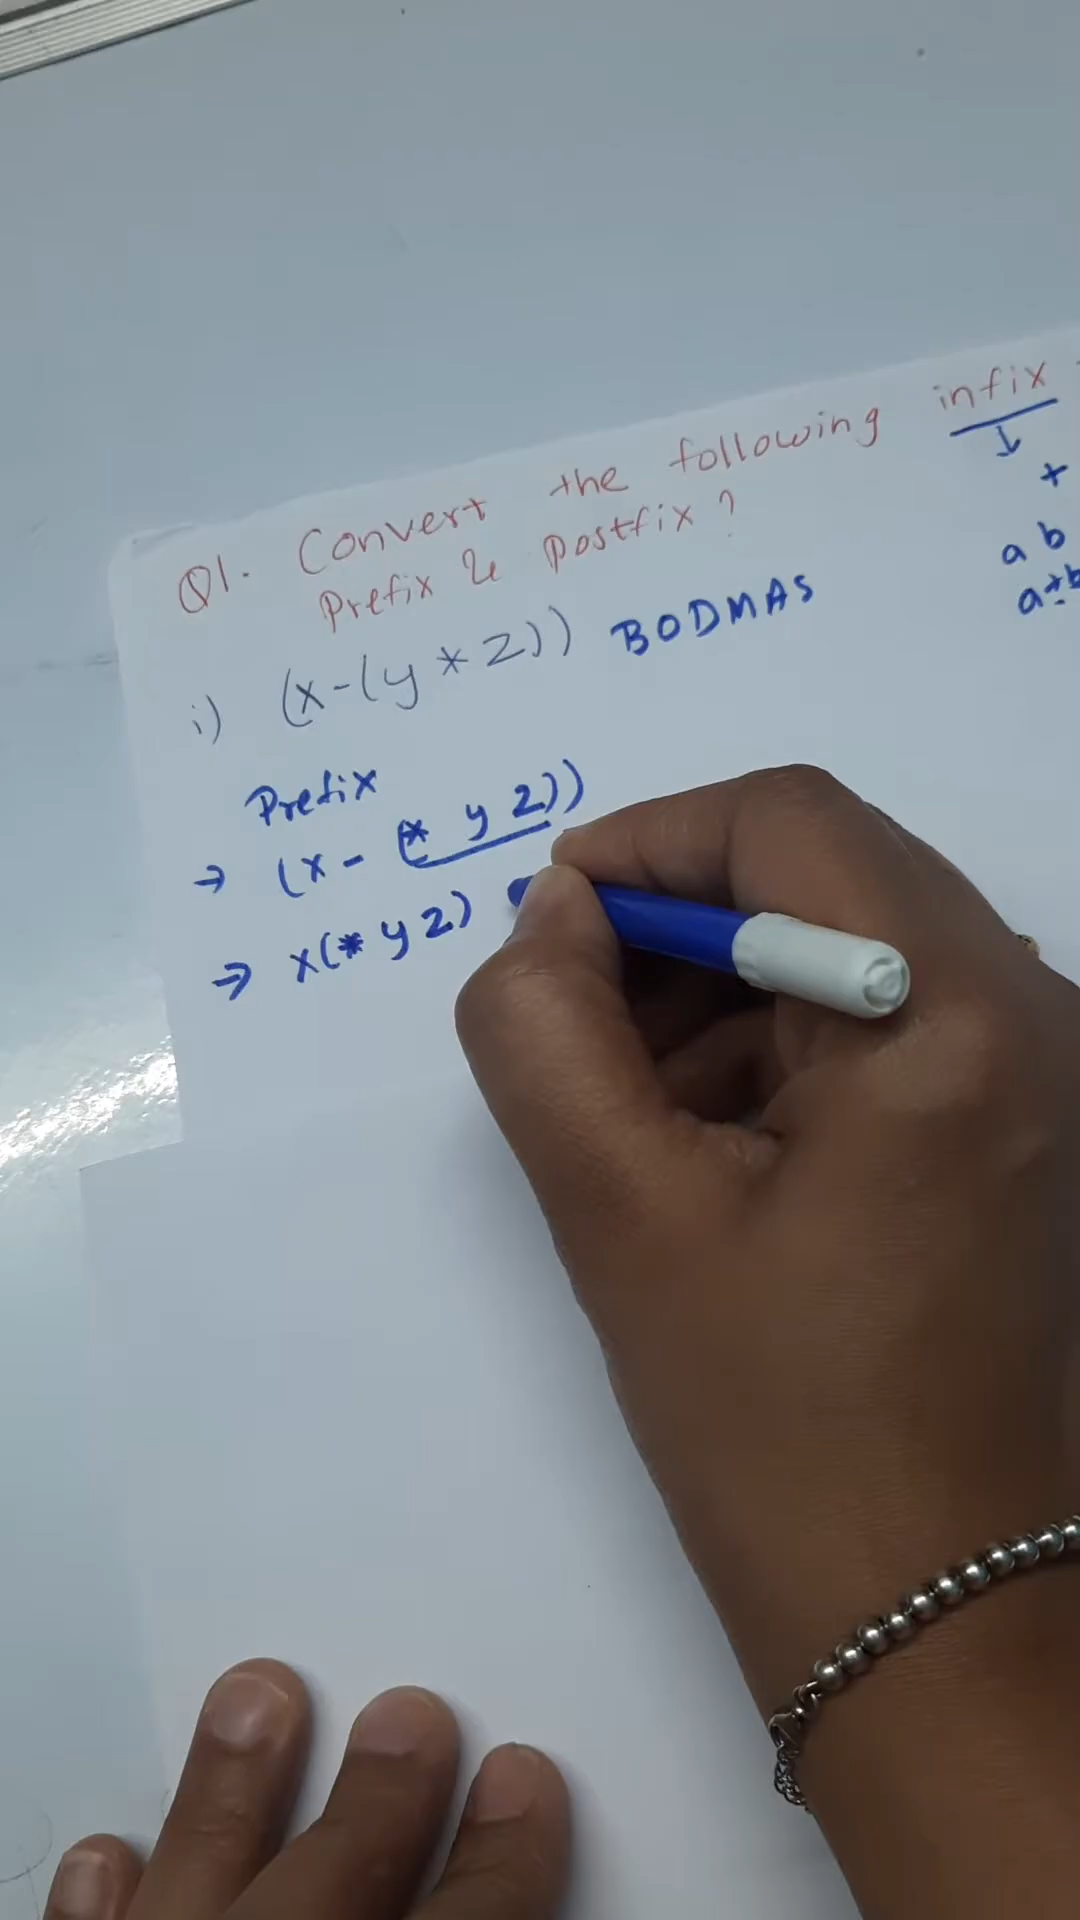 Q1. Convert the following infix
Prefix & postfix?
i) (x-(y*z)) BODMAS
+
a b
a*b
Prefix
→ (x - (* y z))
→ x(* y z)